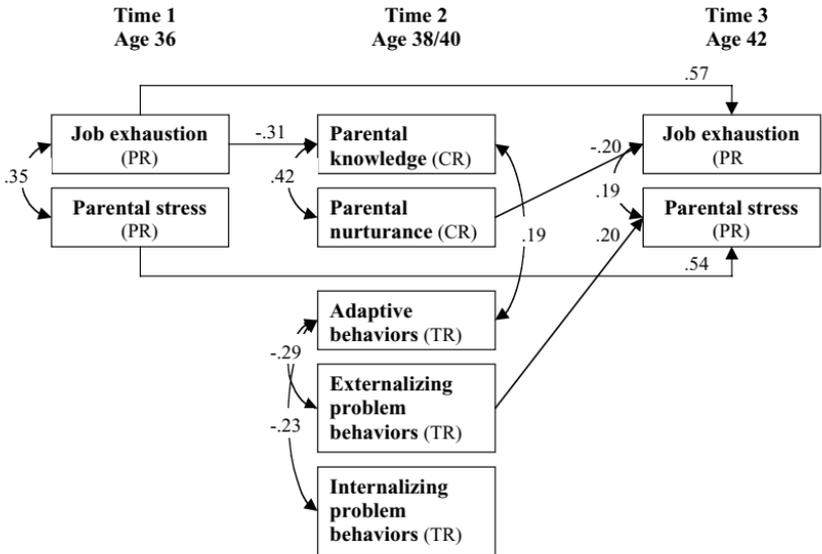 Time 1
Age 36
Time 2
Age 38/40
Time 3
Age 42
.57
Job exhaustion
(PR)
-.31
Parental
knowledge (CR)
-.20
Job exhaustion
(PR
.35
.42
.19
Parental stress
(PR)
Parental
nurturance (CR)
.19
.20
Parental stress
(PR)
.54
Adaptive
behaviors (TR)
-.29
Externalizing
problem
behaviors (TR)
-.23
Internalizing
problem
behaviors (TR)